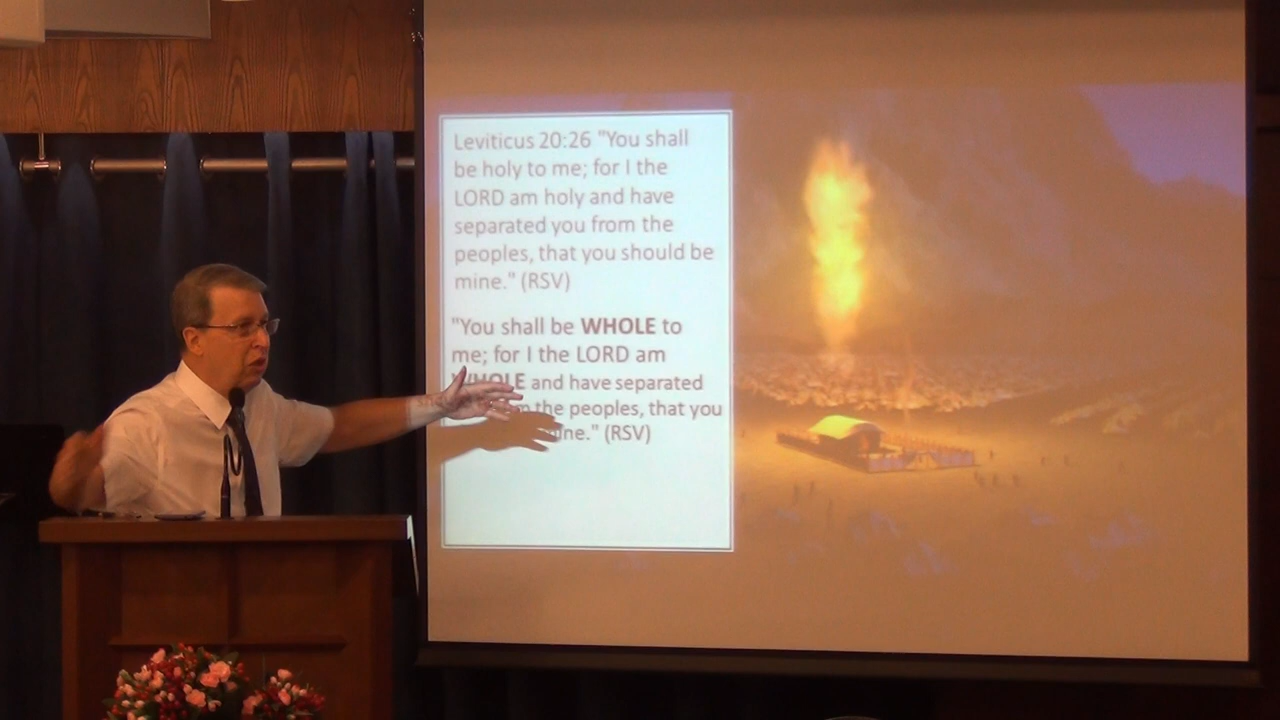 Leviticus 20:26 "You shall
be holy to me; for I the
LORD am holy and have
separated you from the
peoples, that you should be
mine." (RSV)
"You shall be WHOLE to
me; for I the LORD am
WHOLE and have separated
the peoples, that you
(RSV)